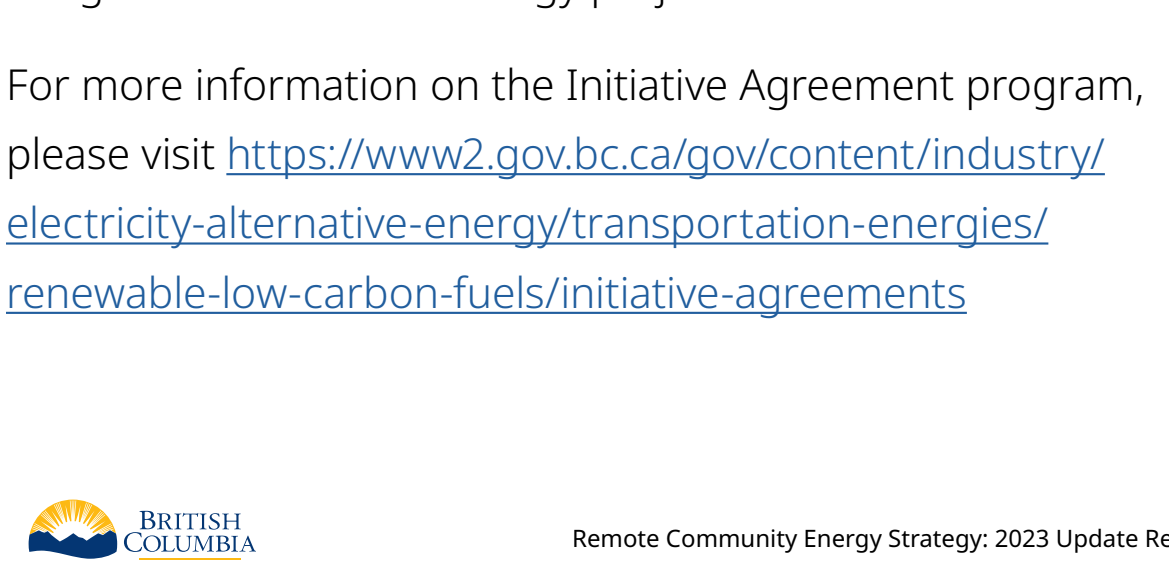 For more information on the Initiative Agreement program,
please visit https://www2.gov.bc.ca/gov/content/industry/
electricity-alternative-energy/transportation-energies/
renewable-low-carbon-fuels/initiative-agreements
BRITISH
COLUMBIA
Remote Community Energy Strategy: 2023 Update